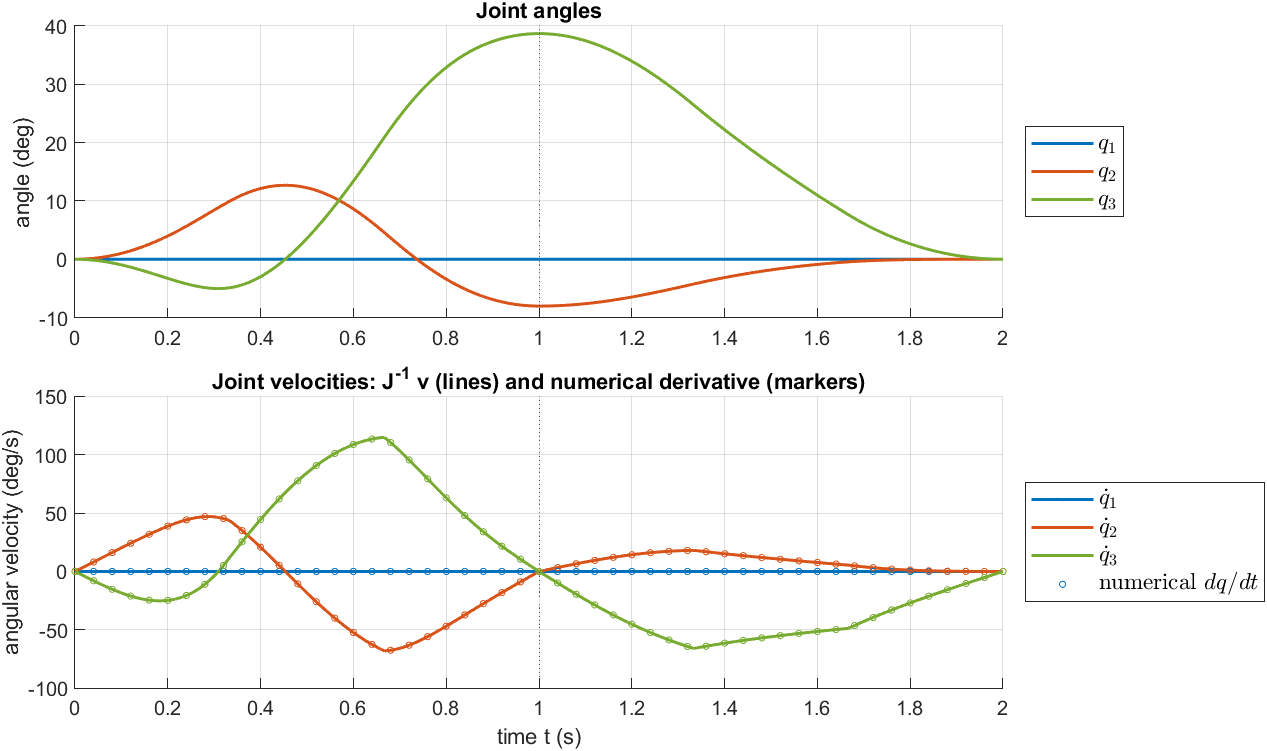 Joint angles
40
30
20
10
0
-10
angle (deg)
0 0.2 0.4 0.6 0.8 1 1.2 1.4 1.6 1.8 2
q₁
q₂
q₃
Joint velocities: J⁻¹ v (lines) and numerical derivative (markers)
150
100
50
0
-50
-100
angular velocity (deg/s)
0 0.2 0.4 0.6 0.8 1 1.2 1.4 1.6 1.8 2
time t (s)
q̇₁
q̇₂
q̇₃
numerical dq/dt